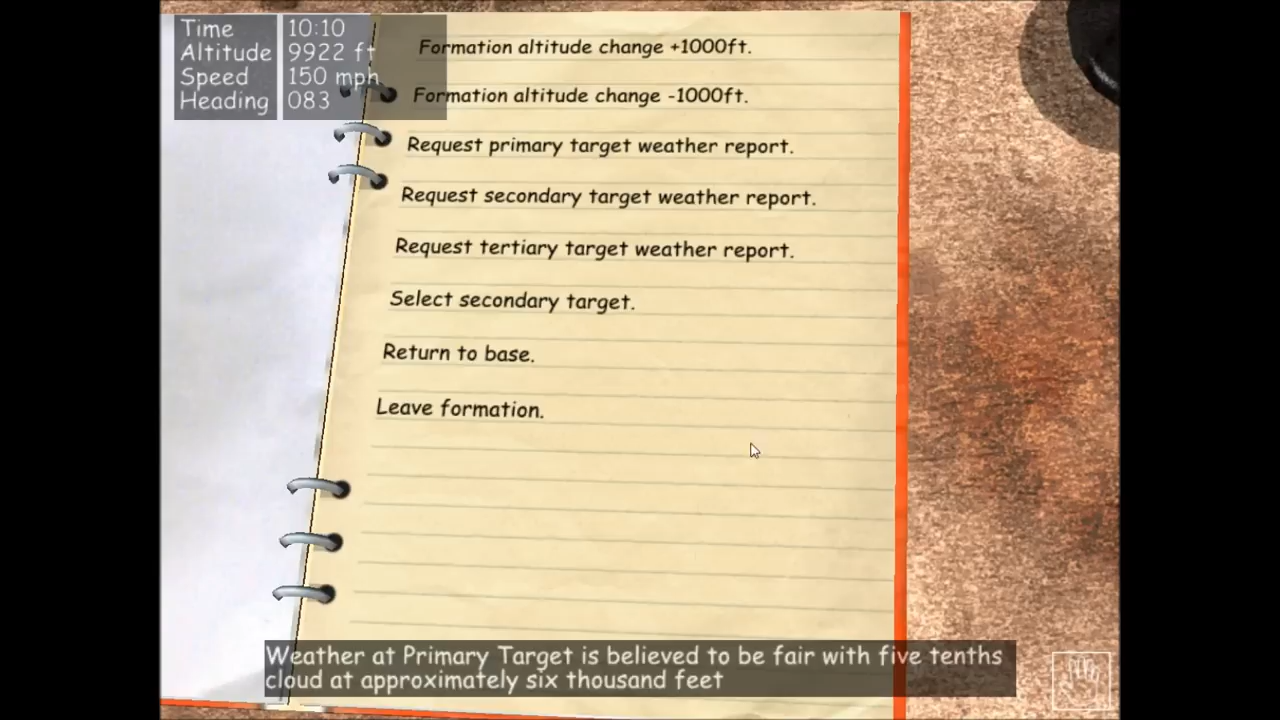 Time 10:10
Altitude 9922 ft
Speed 150 mph
Heading 083
Formation altitude change +1000ft.
Formation altitude change -1000ft.
Request primary target weather report.
Request secondary target weather report.
Request tertiary target weather report.
Select secondary target.
Return to base.
Leave formation.
Weather at Primary Target is believed to be fair with five tenths
cloud at approximately six thousand feet